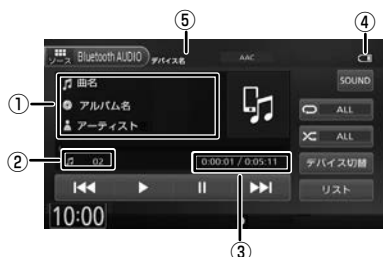 ⑤
④
ソース Bluetooth AUDIO デバイス名 AAC
① 曲名 SOUND
アルバム名 ALL
アーティスト
② 02 0:00:01 / 0:05:11 ALL
デバイス切替
リスト
10:00
③